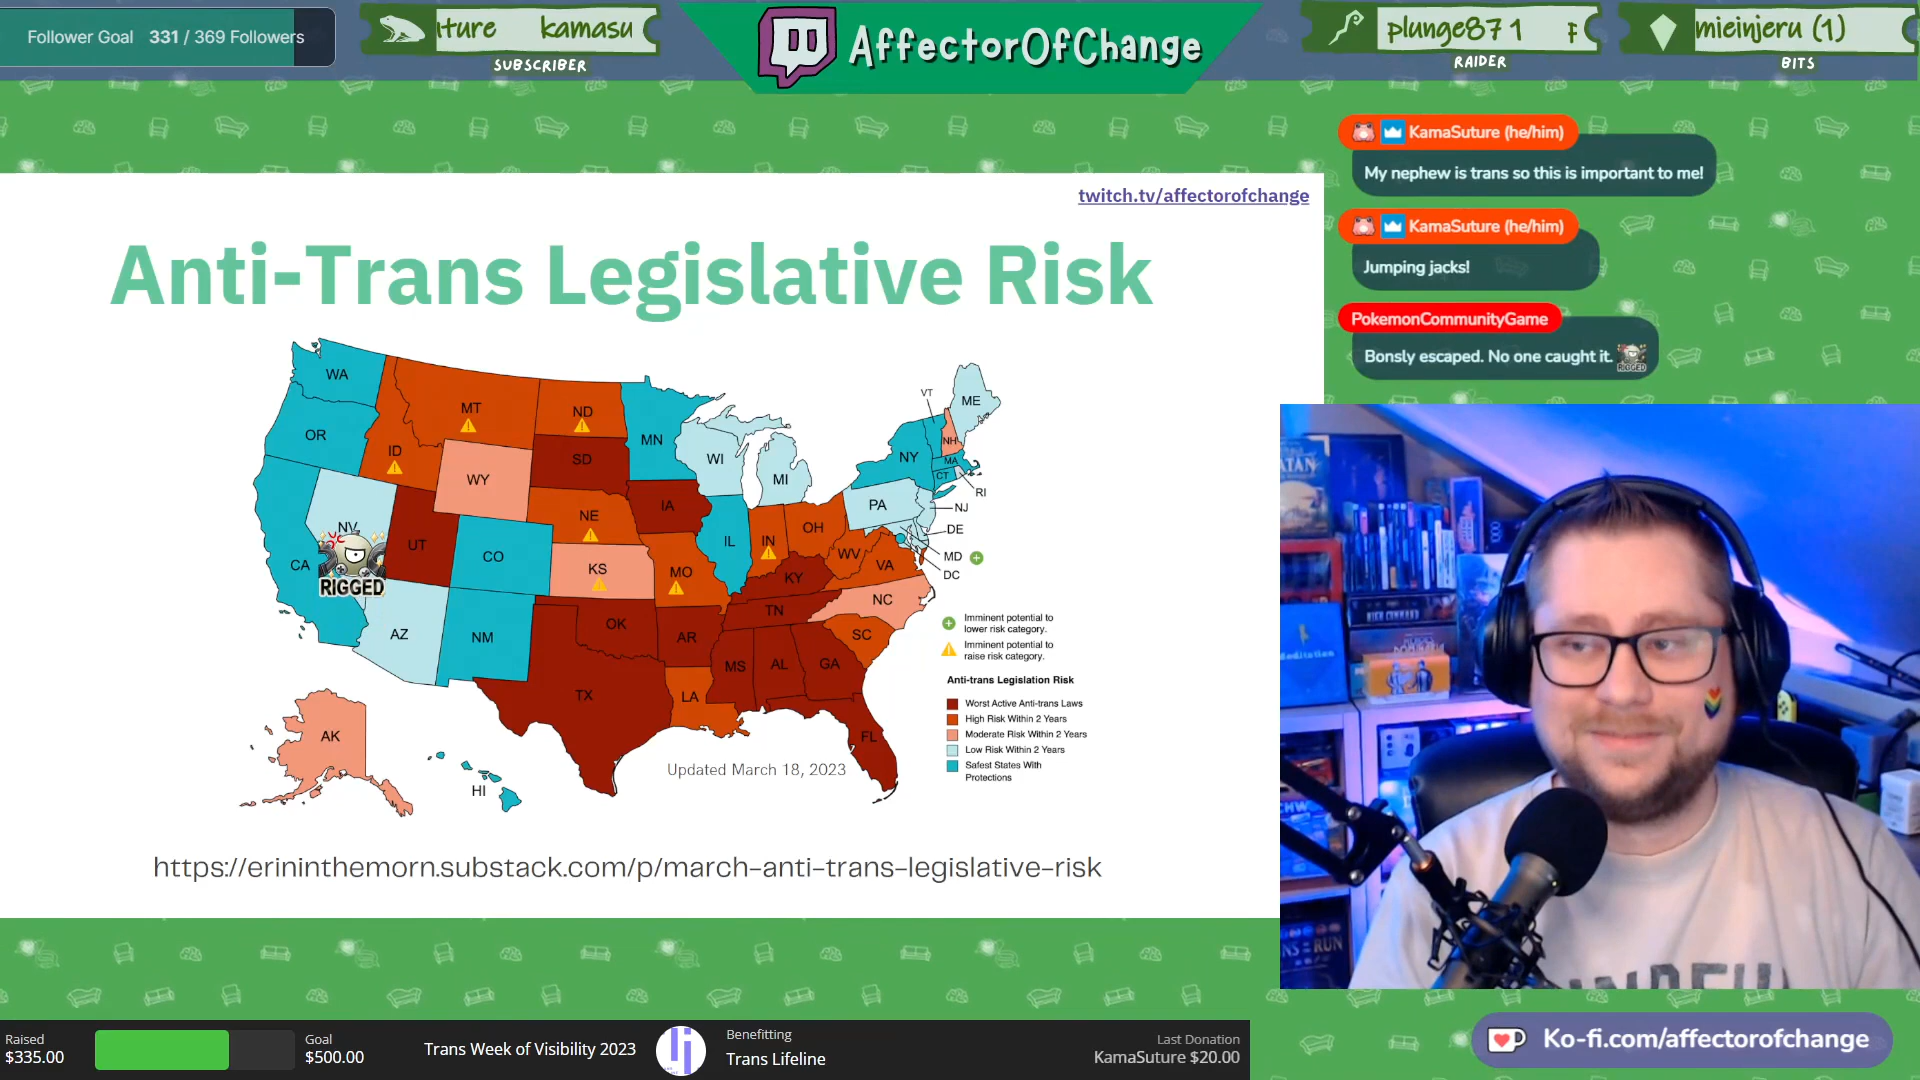 Follower Goal 331 / 369 Followers
kamasu
SUBSCRIBER
AffectorOfChange
plunge871
RAIDER
mieinjeru (1)
BITS
twitch.tv/affectorofchange
Anti-Trans Legislative Risk
WA
OR
CA
NV
ID
MT
WY
UT
AZ
CO
NM
ND
SD
NE
KS
OK
TX
MN
IA
MO
AR
LA
WI
IL
MI
IN
OH
KY
TN
MS
AL
GA
FL
SC
NC
VA
WV
PA
NY
VT
NH
ME
MA
CT
RI
NJ
DE
MD
DC
AK
HI
RIGGED
Imminent potential to
lower risk category.
Imminent potential to
raise risk category.
Anti-trans Legislation Risk
Worst Active Anti-trans Laws
High Risk Within 2 Years
Moderate Risk Within 2 Years
Low Risk Within 2 Years
Safest States With
Protections
Updated March 18, 2023
https://erininthemorn.substack.com/p/march-anti-trans-legislative-risk
KamaSuture (he/him)
My nephew is trans so this is important to me!
KamaSuture (he/him)
Jumping jacks!
PokemonCommunityGame
Bonsly escaped. No one caught it.
RIGGED
Raised
$335.00
Goal
$500.00
Trans Week of Visibility 2023
Benefitting
Trans Lifeline
Last Donation
KamaSuture $20.00
Ko-fi.com/affectorofchange